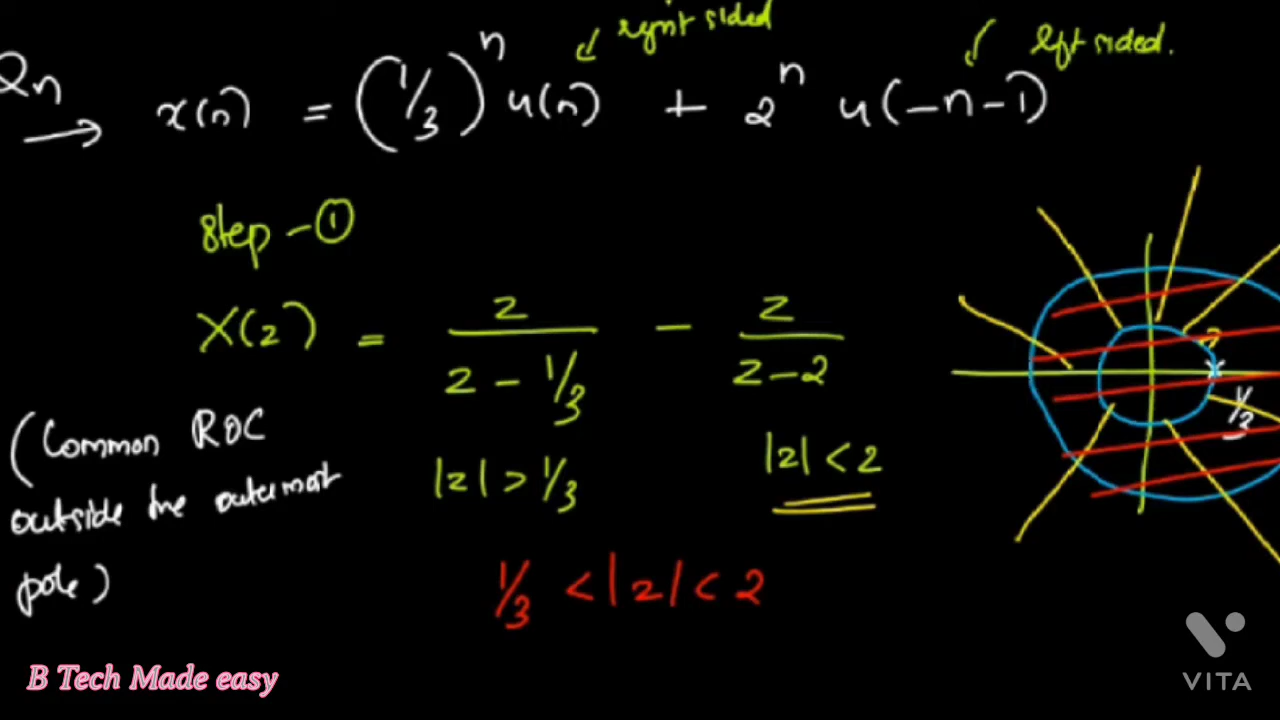 right sided
left sided.
Qn x(n) = (1/3)^n u(n) + 2^n u(-n-1)
Step - ①
X(z) = z/(z - 1/3) - z/(z-2)
|z| > 1/3 |z| < 2
1/3
(Common ROC
outside the outermost
pole)
1/3 < |z| < 2
B Tech Made easy
VITA